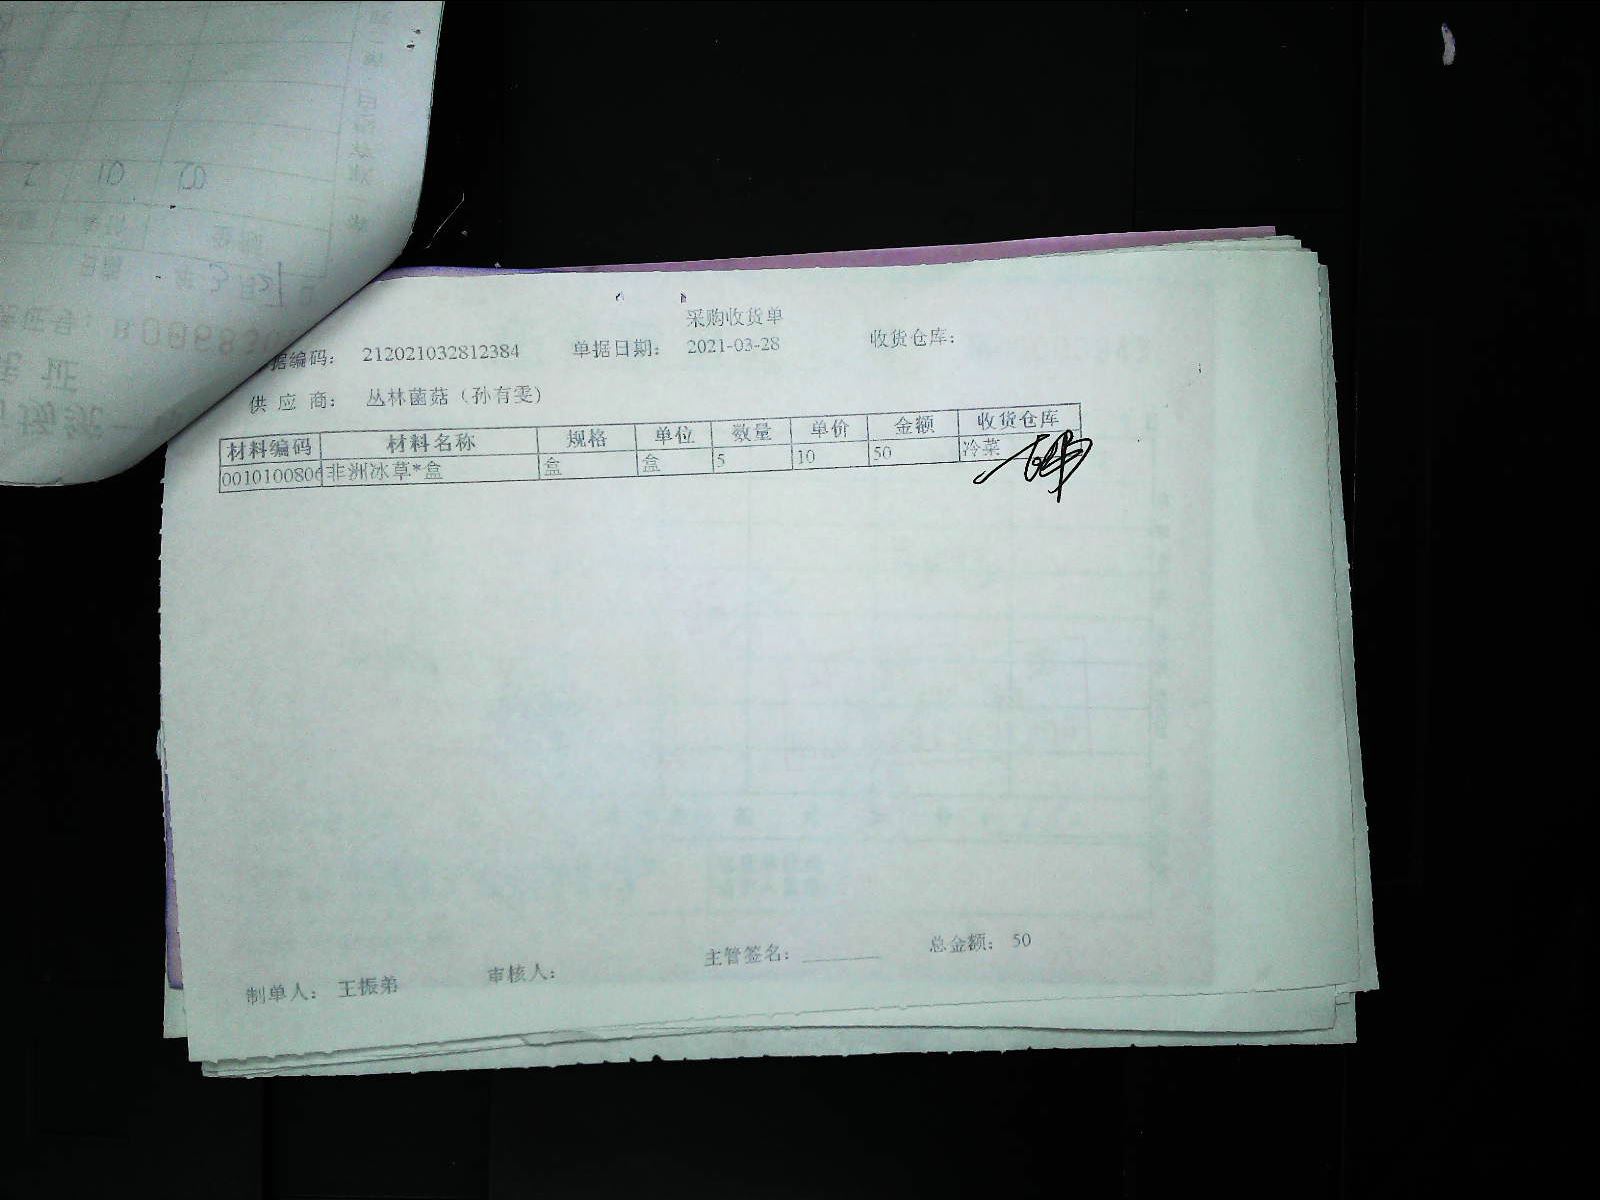 采购收货单
据编码： 212021032812384 单据日期： 2021-03-28 收货仓库：
供 应 商： 丛林菌菇（孙有雯）
材料编码 材料名称 规格 单位 数量 单价 金额 收货仓库
0010100806 非洲冰草*盒 盒 盒 5 10 50 冷菜
主管签名： 总金额： 50
制单人： 王振弟 审核人：